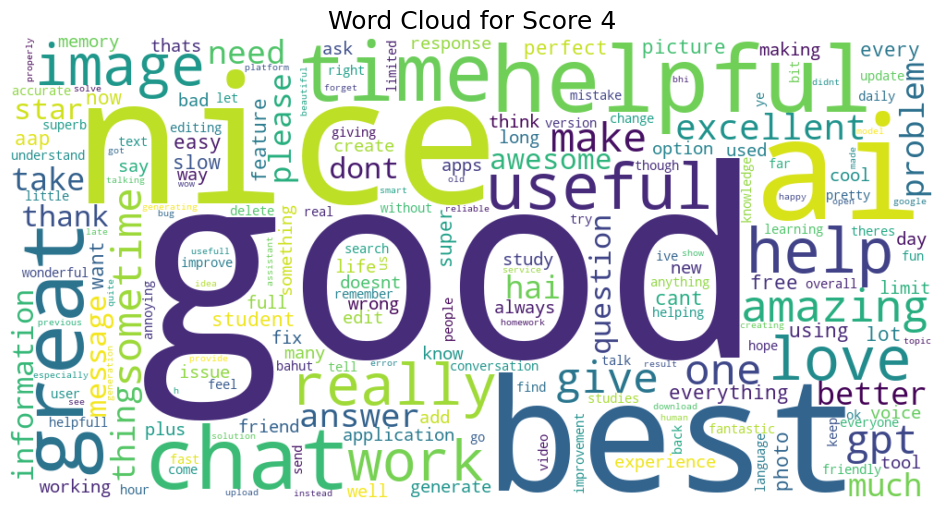 Word Cloud for Score 4
properly memory thats need time ask response limited perfect picture making every
image solve platform right helpful bhi bit didnt update
accurate now bad let beautiful forget mistake ye daily
star superb nice please think long version change excellent problem
aap text editing easy feature giving create make option used ai model
understand say got slow dont apps awesome though far cool made
take little talking way wow smart old useful knowledge happy pretty open google
thank generating delete real without reliable try learning theres
great late bug something super good ive show help day fun
wonderful want usefull improve search us life study service hai new anything free overall
sometime quite assistant doesnt always question cant limit
previous annoying idea full remember wrong people homework helping creating amazing
information message things student edit using lot topic
especially see generation issue provide fix many know error talk result hope love
user feel tell bahut conversation find give one
helpfull h really studies everything better
plus friend answer add best download human ok keep everyone voice
chat solution application go improvement back fantastic gpt
working fast come send work video experience language photo friendly tool
hour upload instead well generate much